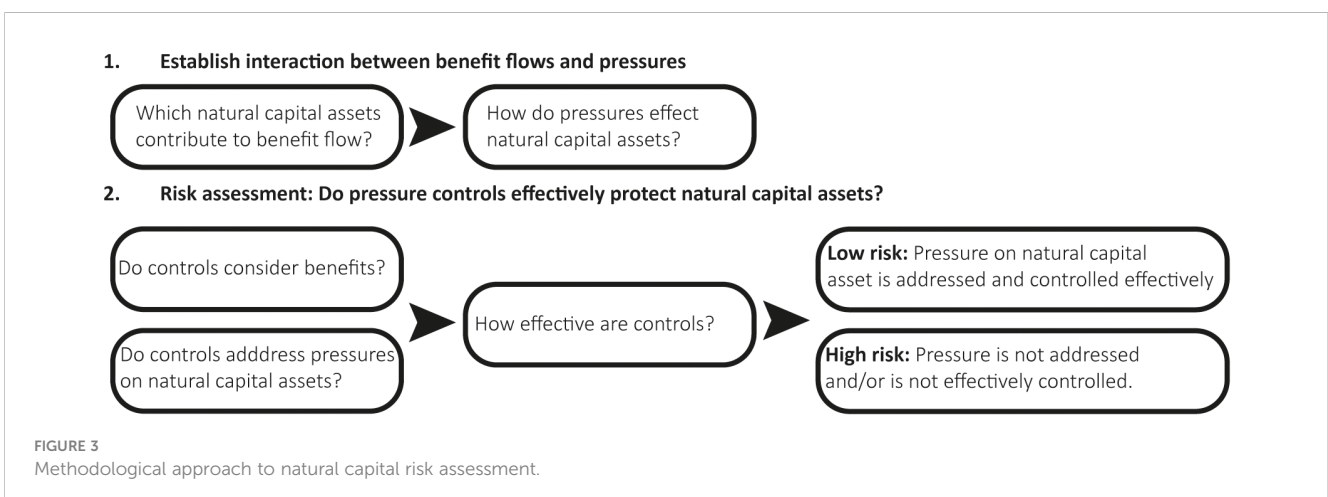 1. Establish interaction between benefit flows and pressures
Which natural capital assets
contribute to benefit flow?
How do pressures effect
natural capital assets?
2. Risk assessment: Do pressure controls effectively protect natural capital assets?
Do controls consider benefits?
Do controls adddress pressures
on natural capital assets?
How effective are controls?
Low risk: Pressure on natural capital
asset is addressed and controlled effectively
High risk: Pressure is not addressed
and/or is not effectively controlled.
FIGURE 3
Methodological approach to natural capital risk assessment.